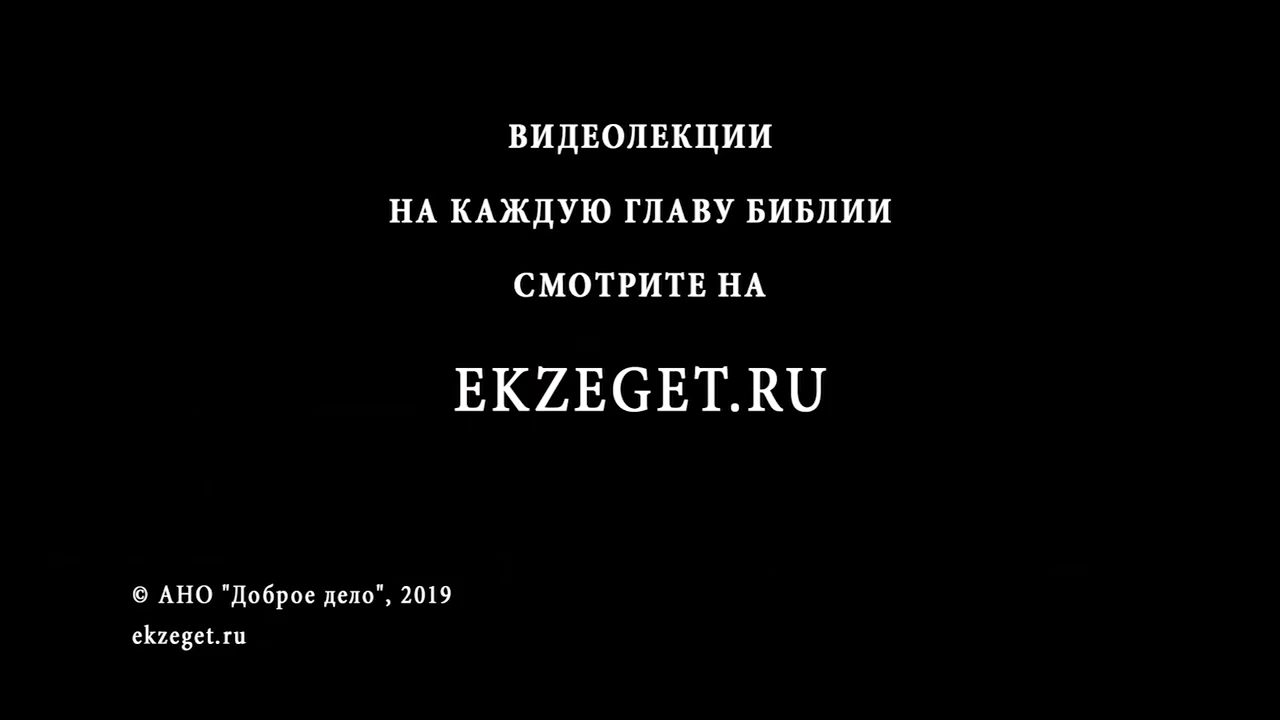 ВИДЕОЛЕКЦИИ
НА КАЖДУЮ ГЛАВУ БИБЛИИ
СМОТРИТЕ НА
EKZEGET.RU
© АНО "Доброе дело", 2019
ekzeget.ru